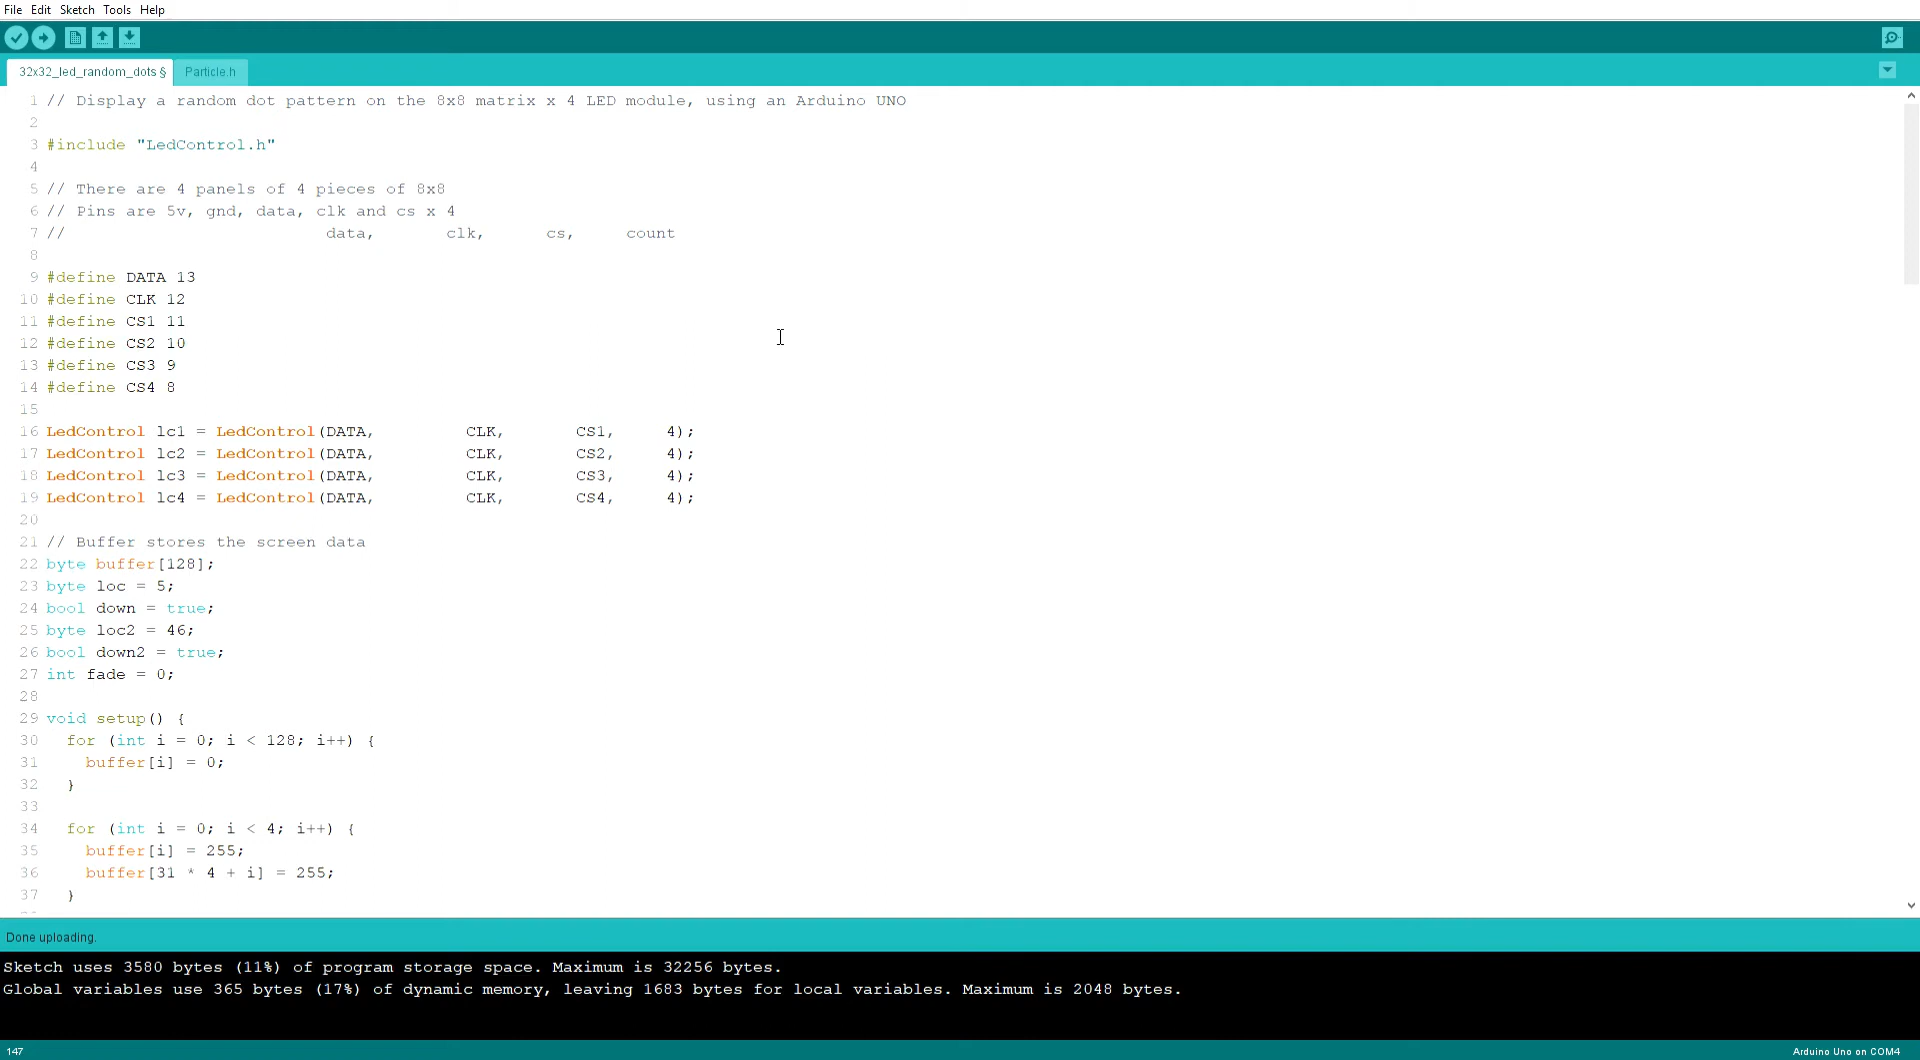 File Edit Sketch Tools Help
32x32_led_random_dots § Particle.h
1 // Display a random dot pattern on the 8x8 matrix x 4 LED module, using an Arduino UNO
2
3 #include "LedControl.h"
4
5 // There are 4 panels of 4 pieces of 8x8
6 // Pins are 5v, gnd, data, clk and cs x 4
7 // data, clk, cs, count
8
9 #define DATA 13
10 #define CLK 12
11 #define CS1 11
12 #define CS2 10
13 #define CS3 9
14 #define CS4 8
15
16 LedControl lc1 = LedControl(DATA, CLK, CS1, 4);
17 LedControl lc2 = LedControl(DATA, CLK, CS2, 4);
18 LedControl lc3 = LedControl(DATA, CLK, CS3, 4);
19 LedControl lc4 = LedControl(DATA, CLK, CS4, 4);
20
21 // Buffer stores the screen data
22 byte buffer[128];
23 byte loc = 5;
24 bool down = true;
25 byte loc2 = 46;
26 bool down2 = true;
27 int fade = 0;
28
29 void setup() {
30 for (int i = 0; i < 128; i++) {
31 buffer[i] = 0;
32 }
33
34 for (int i = 0; i < 4; i++) {
35 buffer[i] = 255;
36 buffer[31 * 4 + i] = 255;
37 }
Done uploading.
Sketch uses 3580 bytes (11%) of program storage space. Maximum is 32256 bytes.
Global variables use 365 bytes (17%) of dynamic memory, leaving 1683 bytes for local variables. Maximum is 2048 bytes.
147 Arduino Uno on COM4